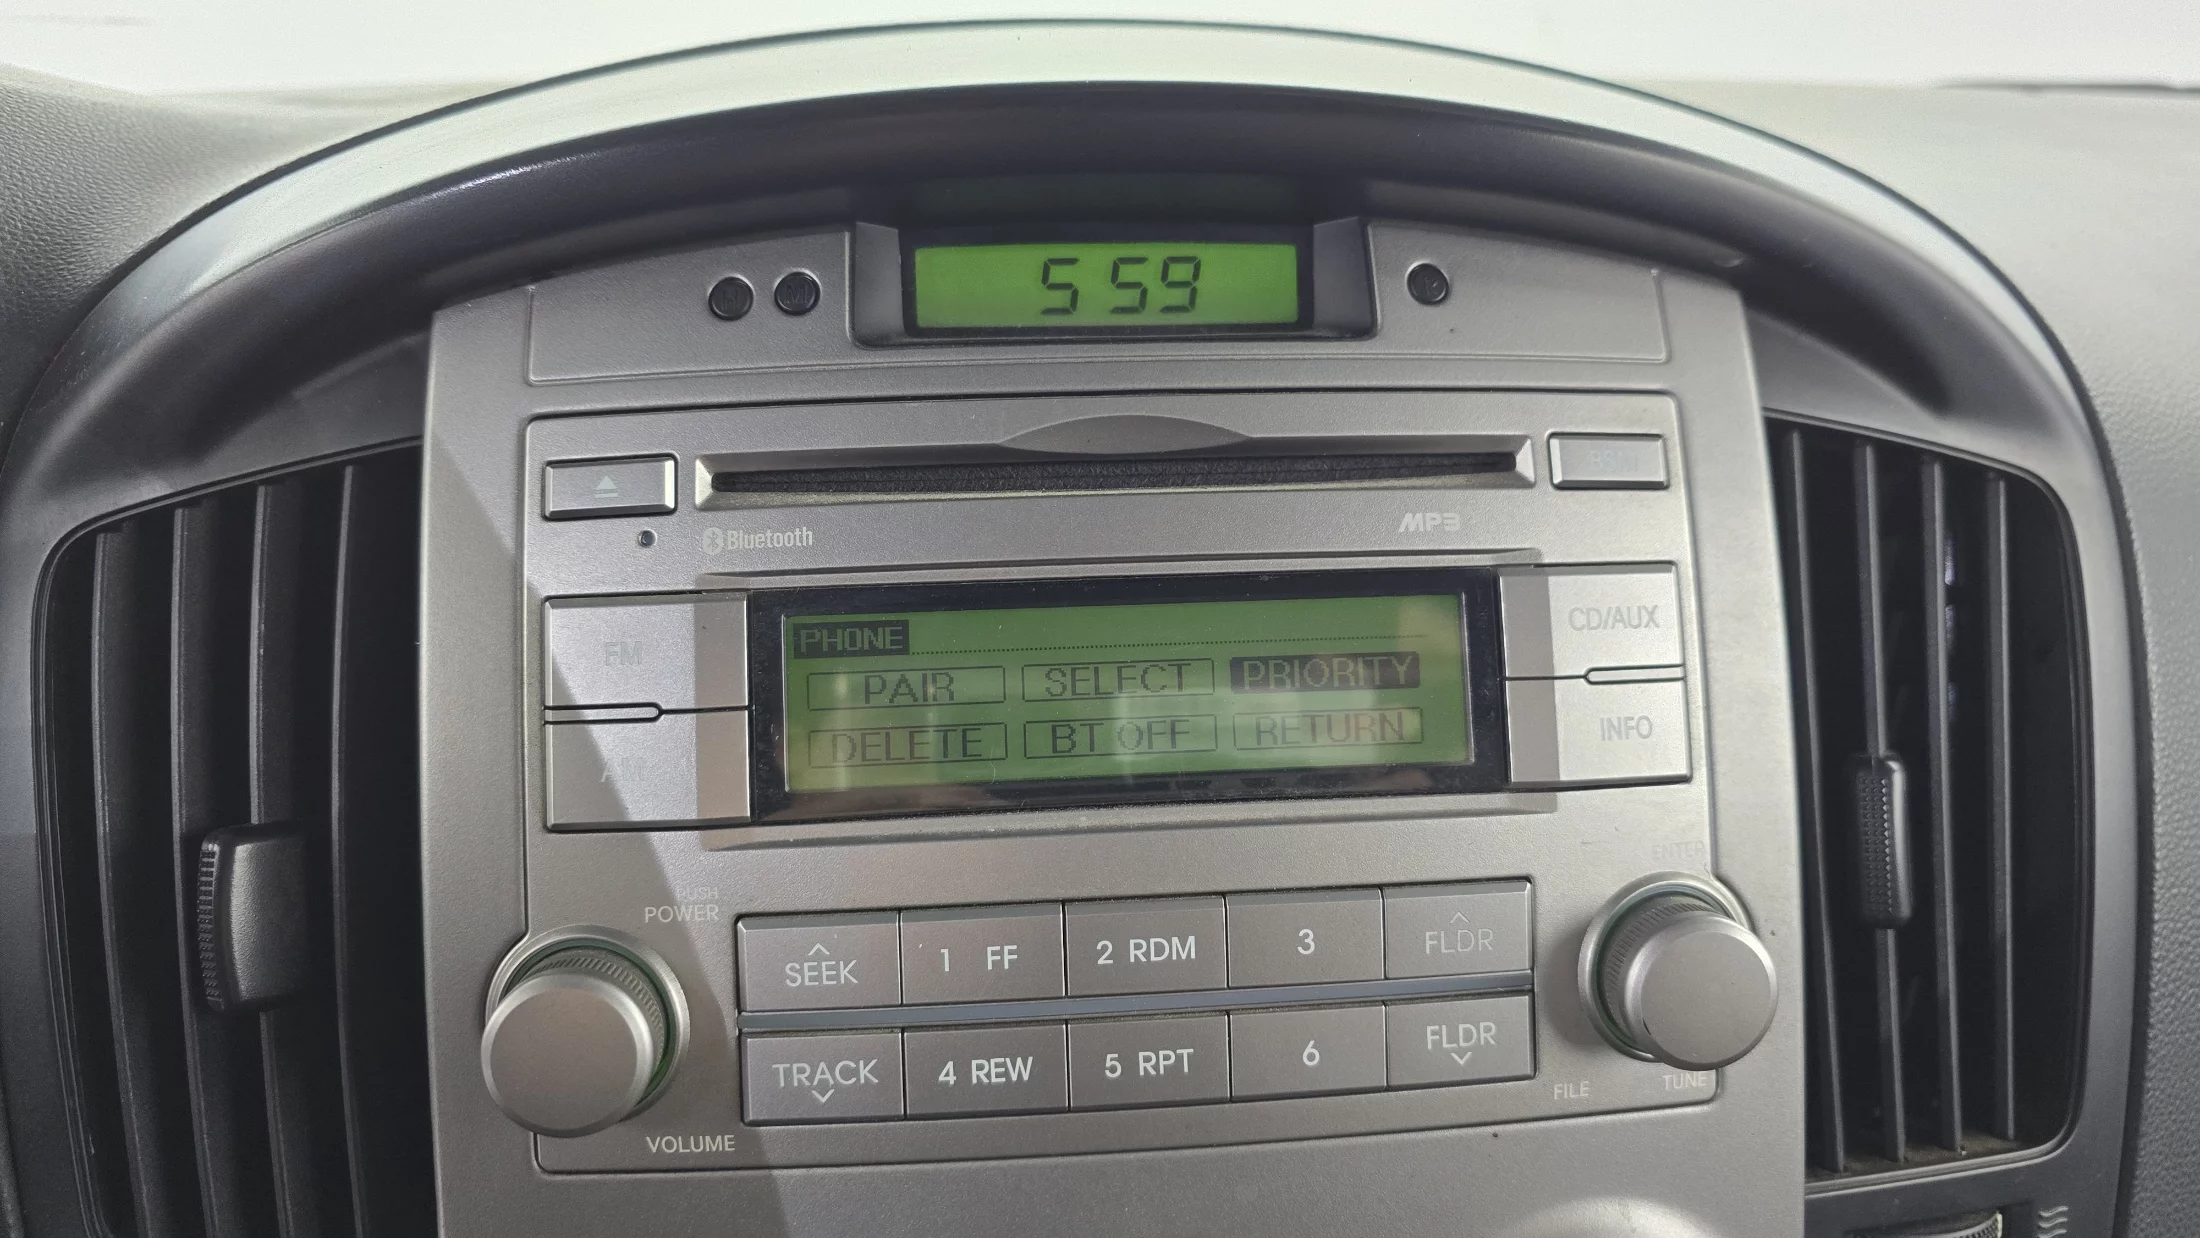 H M
5 59
R
Bluetooth
MP3
FM
CD/AUX
PHONE
PAIR SELECT PRIORITY
DELETE BT OFF RETURN
AM
INFO
PUSH
POWER
ENTER
SEEK 1 FF 2 RDM 3 FLDR
TRACK 4 REW 5 RPT 6 FLDR
VOLUME
FILE
TUNE